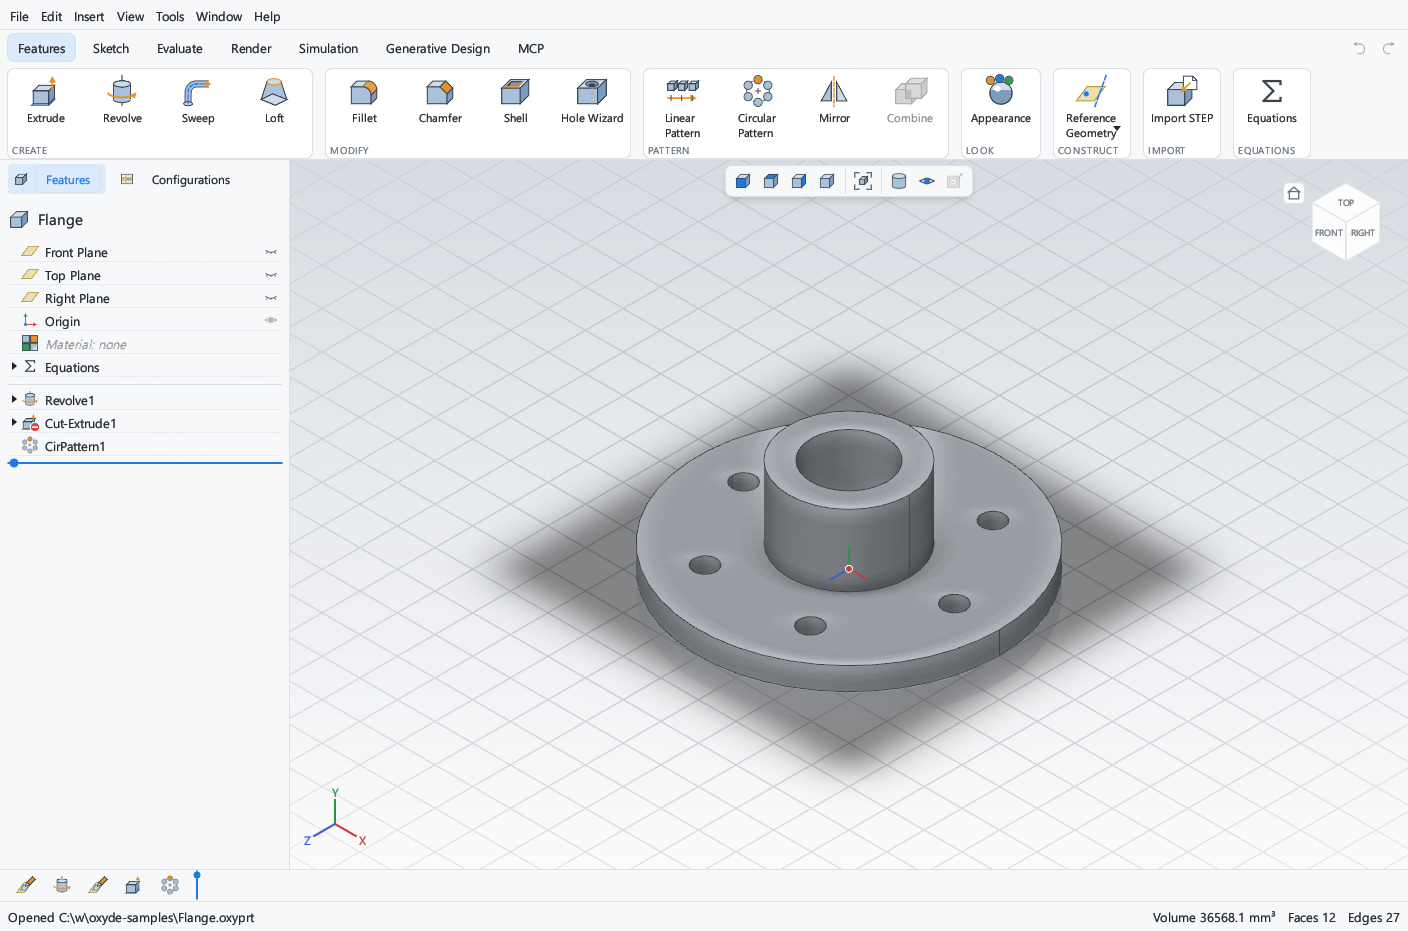 File Edit Insert View Tools Window Help
Features Sketch Evaluate Render Simulation Generative Design MCP
Extrude Revolve Sweep Loft
CREATE
Fillet Chamfer Shell Hole Wizard
MODIFY
Linear Pattern Circular Pattern Mirror Combine
PATTERN
Appearance
LOOK
Reference Geometry
CONSTRUCT
Import STEP
IMPORT
Equations
EQUATIONS
Features Configurations
Flange
Front Plane
Top Plane
Right Plane
Origin
Material: none
Equations
Revolve1
Cut-Extrude1
CirPattern1
TOP
FRONT RIGHT
Y
Z X
Opened C:\w\oxyde-samples\Flange.oxyprt Volume 36568.1 mm³ Faces 12 Edges 27